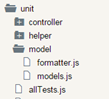 unit
controller
helper
model
formatter.js
models.js
allTests.js